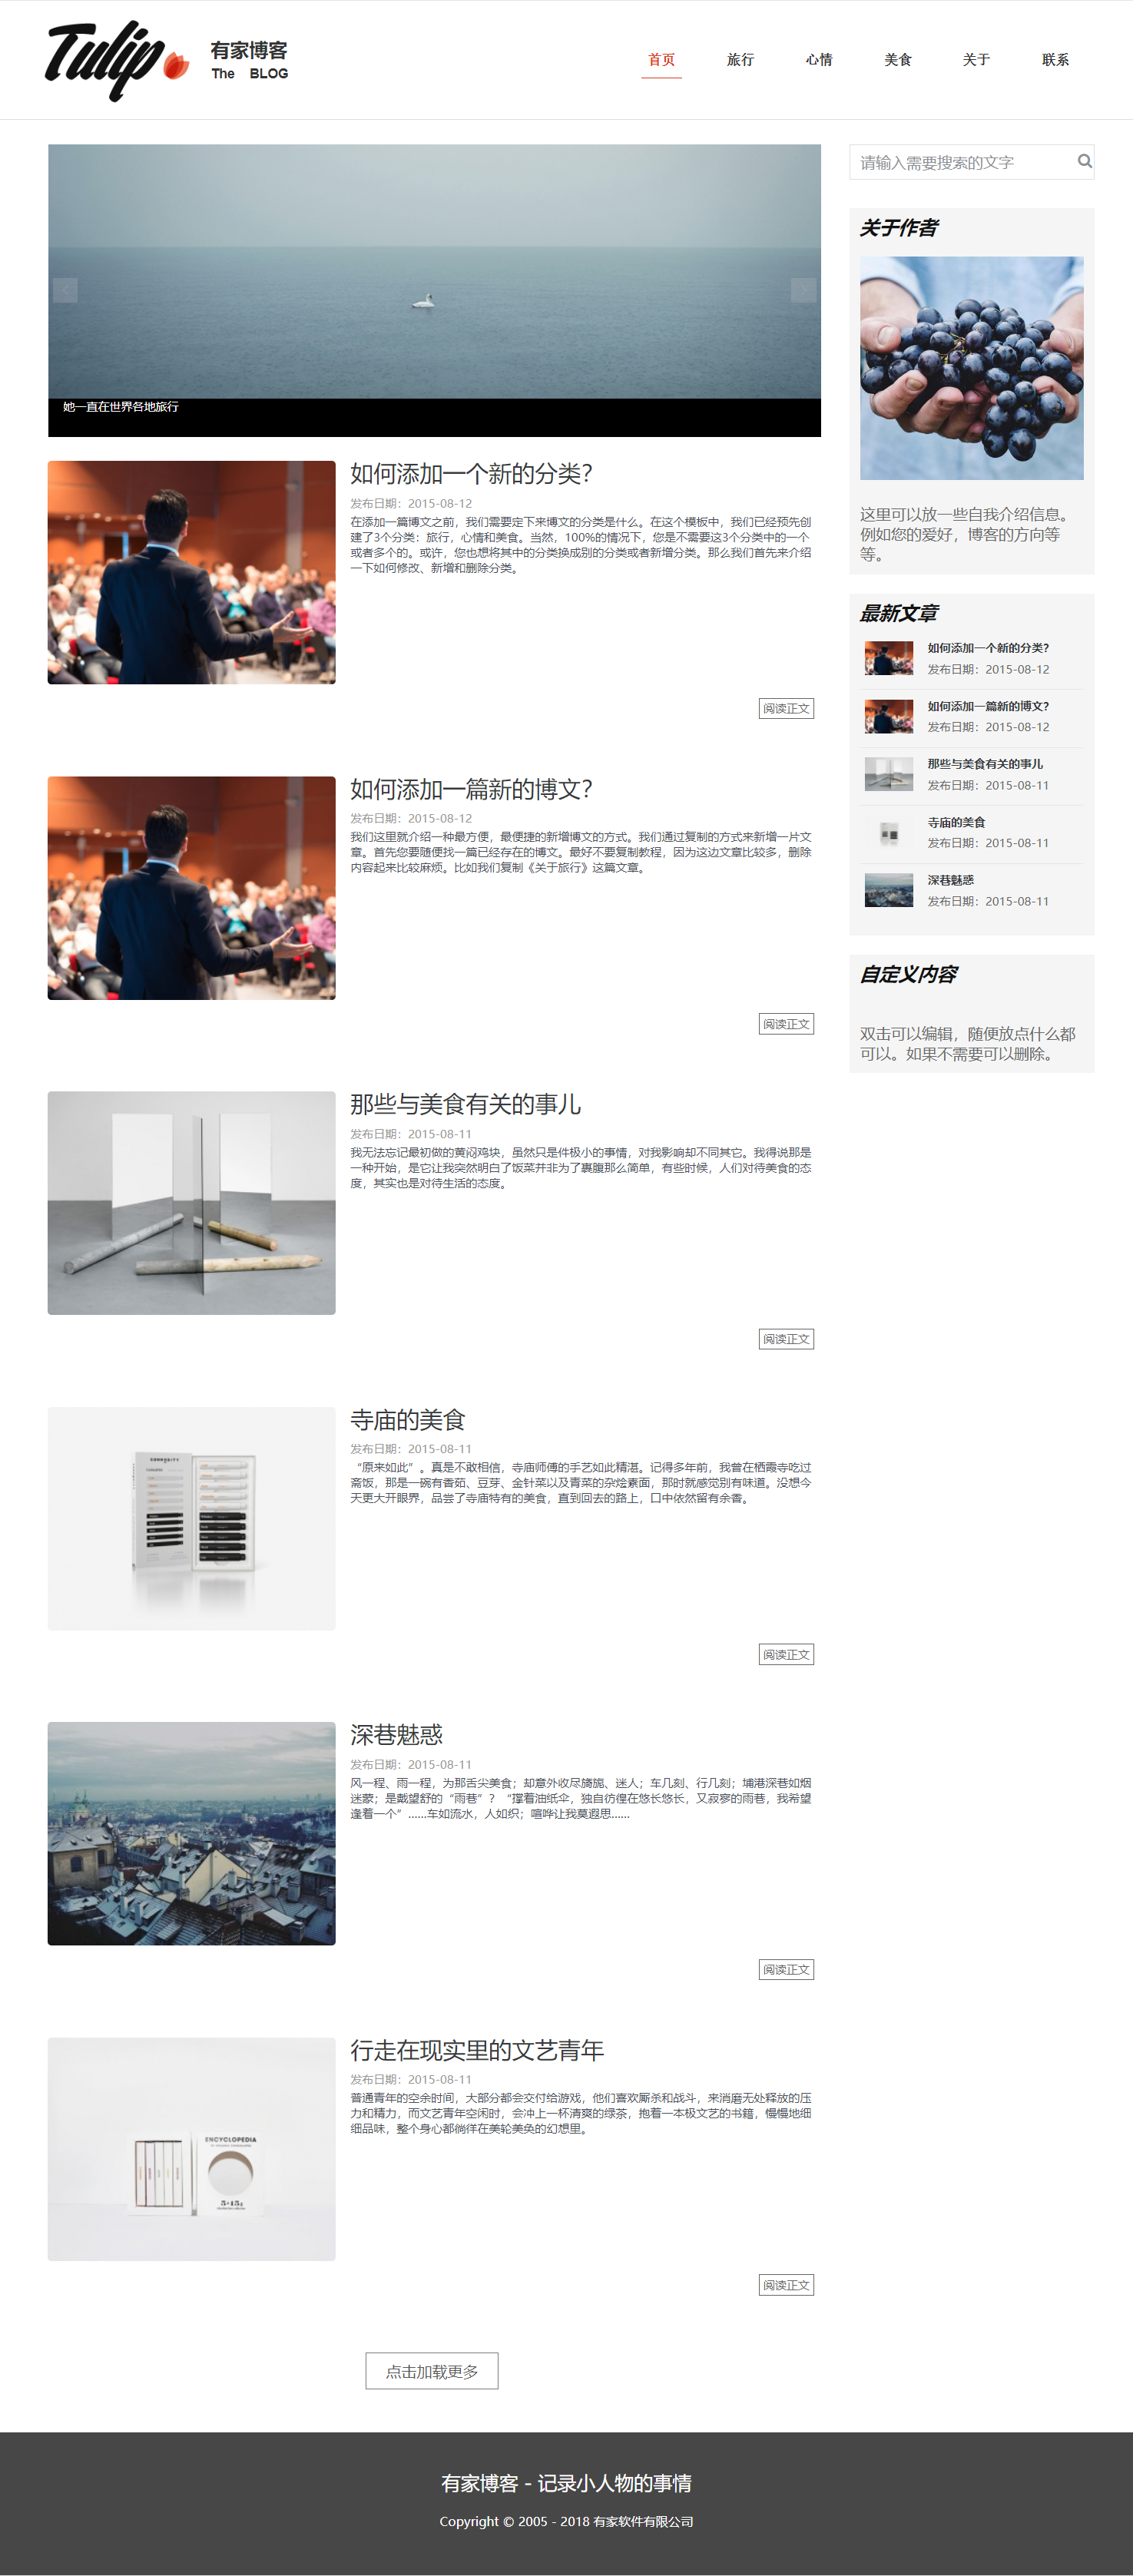 Tulip
有家博客
The BLOG
首页 旅行 心情 美食 关于 联系
请输入需要搜索的文字
她一直在世界各地旅行
如何添加一个新的分类?
发布日期：2015-08-12
在添加一篇博文之前，我们需要定下来博文的分类是什么。在这个模板中，我们已经预先创
建了3个分类：旅行，心情和美食。当然，100%的情况下，您是不需要这3个分类中的一个
或者多个的。或许，您也想将其中的分类换成别的分类或者新增分类。那么我们首先来介绍
一下如何修改、新增和删除分类。
阅读正文
如何添加一篇新的博文?
发布日期：2015-08-12
我们这里就介绍一种最方便，最便捷的新增博文的方式。我们通过复制的方式来新增一片文
章。首先您要随便找一篇已经存在的博文。最好不要复制教程，因为这边文章比较多，删除
内容起来比较麻烦。比如我们复制《关于旅行》这篇文章。
阅读正文
那些与美食有关的事儿
发布日期：2015-08-11
我无法忘记最初做的黄闷鸡块，虽然只是件极小的事情，对我影响却不同其它。我得说那是
一种开始，是它让我突然明白了饭菜并非为了裹腹那么简单，有些时候，人们对待美食的态
度，其实也是对待生活的态度。
阅读正文
寺庙的美食
发布日期：2015-08-11
“原来如此”。真是不敢相信，寺庙师傅的手艺如此精湛。记得多年前，我曾在栖霞寺吃过
斋饭，那是一碗有香茹、豆芽、金针菜以及青菜的杂烩素面，那时就感觉别有味道。没想今
天更大开眼界，品尝了寺庙特有的美食，直到回去的路上，口中依然留有余香。
阅读正文
深巷魅惑
发布日期：2015-08-11
风一程、雨一程，为那舌尖美食；却意外收尽旖旎、迷人；车几刻、行几刻；埔港深巷如烟
迷蒙；是戴望舒的“雨巷”？“撑着油纸伞，独自彷徨在悠长悠长，又寂寥的雨巷，我希望
逢着一个”......车如流水，人如织；喧哗让我莫遐思......
阅读正文
行走在现实里的文艺青年
发布日期：2015-08-11
普通青年的空余时间，大部分都会交付给游戏，他们喜欢厮杀和战斗，来消磨无处释放的压
力和精力，而文艺青年空闲时，会冲上一杯清爽的绿茶，抱着一本极文艺的书籍，慢慢地细
细品味，整个身心都徜徉在美轮美奂的幻想里。
ENCYCLOPEDIA
阅读正文
点击加载更多
关于作者
这里可以放一些自我介绍信息。
例如您的爱好，博客的方向等
等。
最新文章
如何添加一个新的分类?
发布日期：2015-08-12
如何添加一篇新的博文?
发布日期：2015-08-12
那些与美食有关的事儿
发布日期：2015-08-11
寺庙的美食
发布日期：2015-08-11
深巷魅惑
发布日期：2015-08-11
自定义内容
双击可以编辑，随便放点什么都
可以。如果不需要可以删除。
有家博客 - 记录小人物的事情
Copyright © 2005 - 2018 有家软件有限公司